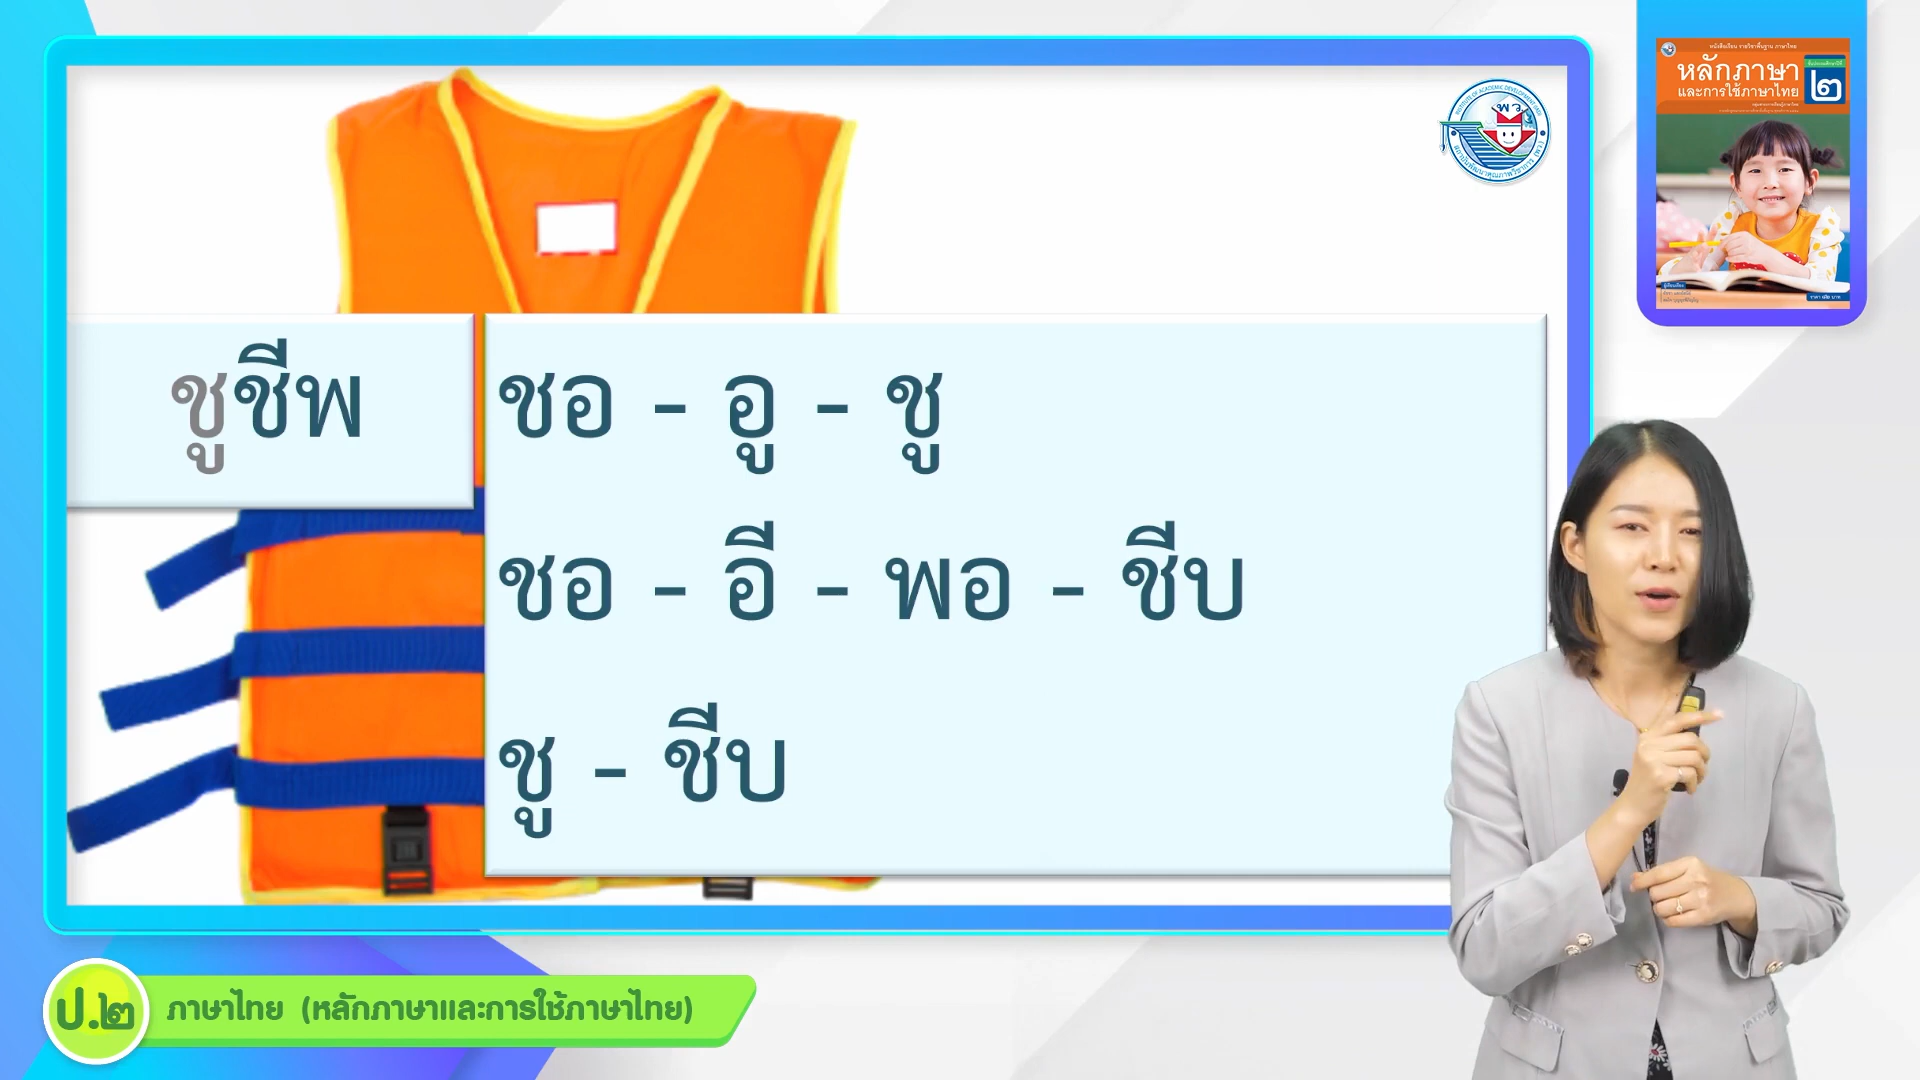 ชูชีพ
ชอ - อู - ชู
ชอ - อี - พอ - ชีบ
ชู - ชีบ
พว.
หลักภาษา
และการใช้ภาษาไทย
๒
ป.๒
ภาษาไทย (หลักภาษาและการใช้ภาษาไทย)